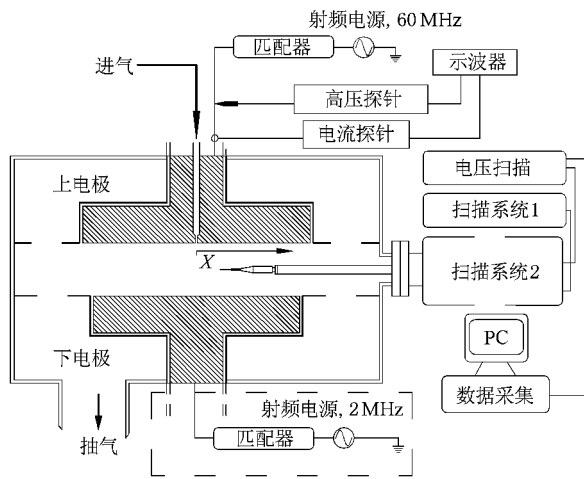 射频电源, 60 MHz
匹配器
示波器
进气
高压探针
电流探针
上电极
电压扫描
扫描系统1
X
扫描系统2
PC
下电极
数据采集
射频电源, 2 MHz
匹配器
抽气